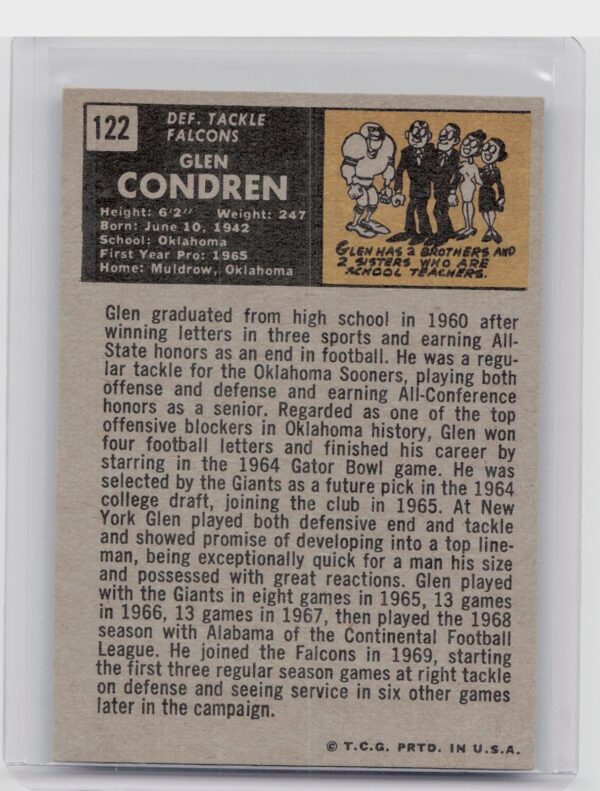 122
DEF. TACKLE
FALCONS
GLEN
CONDREN
Height: 6'2" Weight: 247
Born: June 10, 1942
School: Oklahoma
First Year Pro: 1965
Home: Muldrow, Oklahoma
GLEN HAS 2 BROTHERS AND
2 SISTERS WHO ARE
SCHOOL TEACHERS.
Glen graduated from high school in 1960 after
winning letters in three sports and earning All-
State honors as an end in football. He was a regu-
lar tackle for the Oklahoma Sooners, playing both
offense and defense and earning All-Conference
honors as a senior. Regarded as one of the top
offensive blockers in Oklahoma history, Glen won
four football letters and finished his career by
starring in the 1964 Gator Bowl game. He was
selected by the Giants as a future pick in the 1964
college draft, joining the club in 1965. At New
York Glen played both defensive end and tackle
and showed promise of developing into a top line-
man, being exceptionally quick for a man his size
and possessed with great reactions. Glen played
with the Giants in eight games in 1965, 13 games
in 1966, 13 games in 1967, then played the 1968
season with Alabama of the Continental Football
League. He joined the Falcons in 1969, starting
the first three regular season games at right tackle
on defense and seeing service in six other games
later in the campaign.
© T.C.G. PRTD. IN U.S.A.